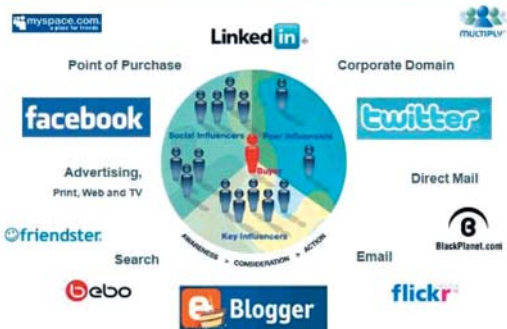 myspace.com
a place for friends
LinkedIn
MULTIPLY
Point of Purchase
Corporate Domain
facebook
twitter
Social Influencers
Peer Influencers
Buyer
Advertising,
Print, Web and TV
Direct Mail
Key Influencers
AWARENESS > CONSIDERATION > ACTION
friendster
B
BlackPlanet.com
Search
Email
bebo
Blogger
flickr